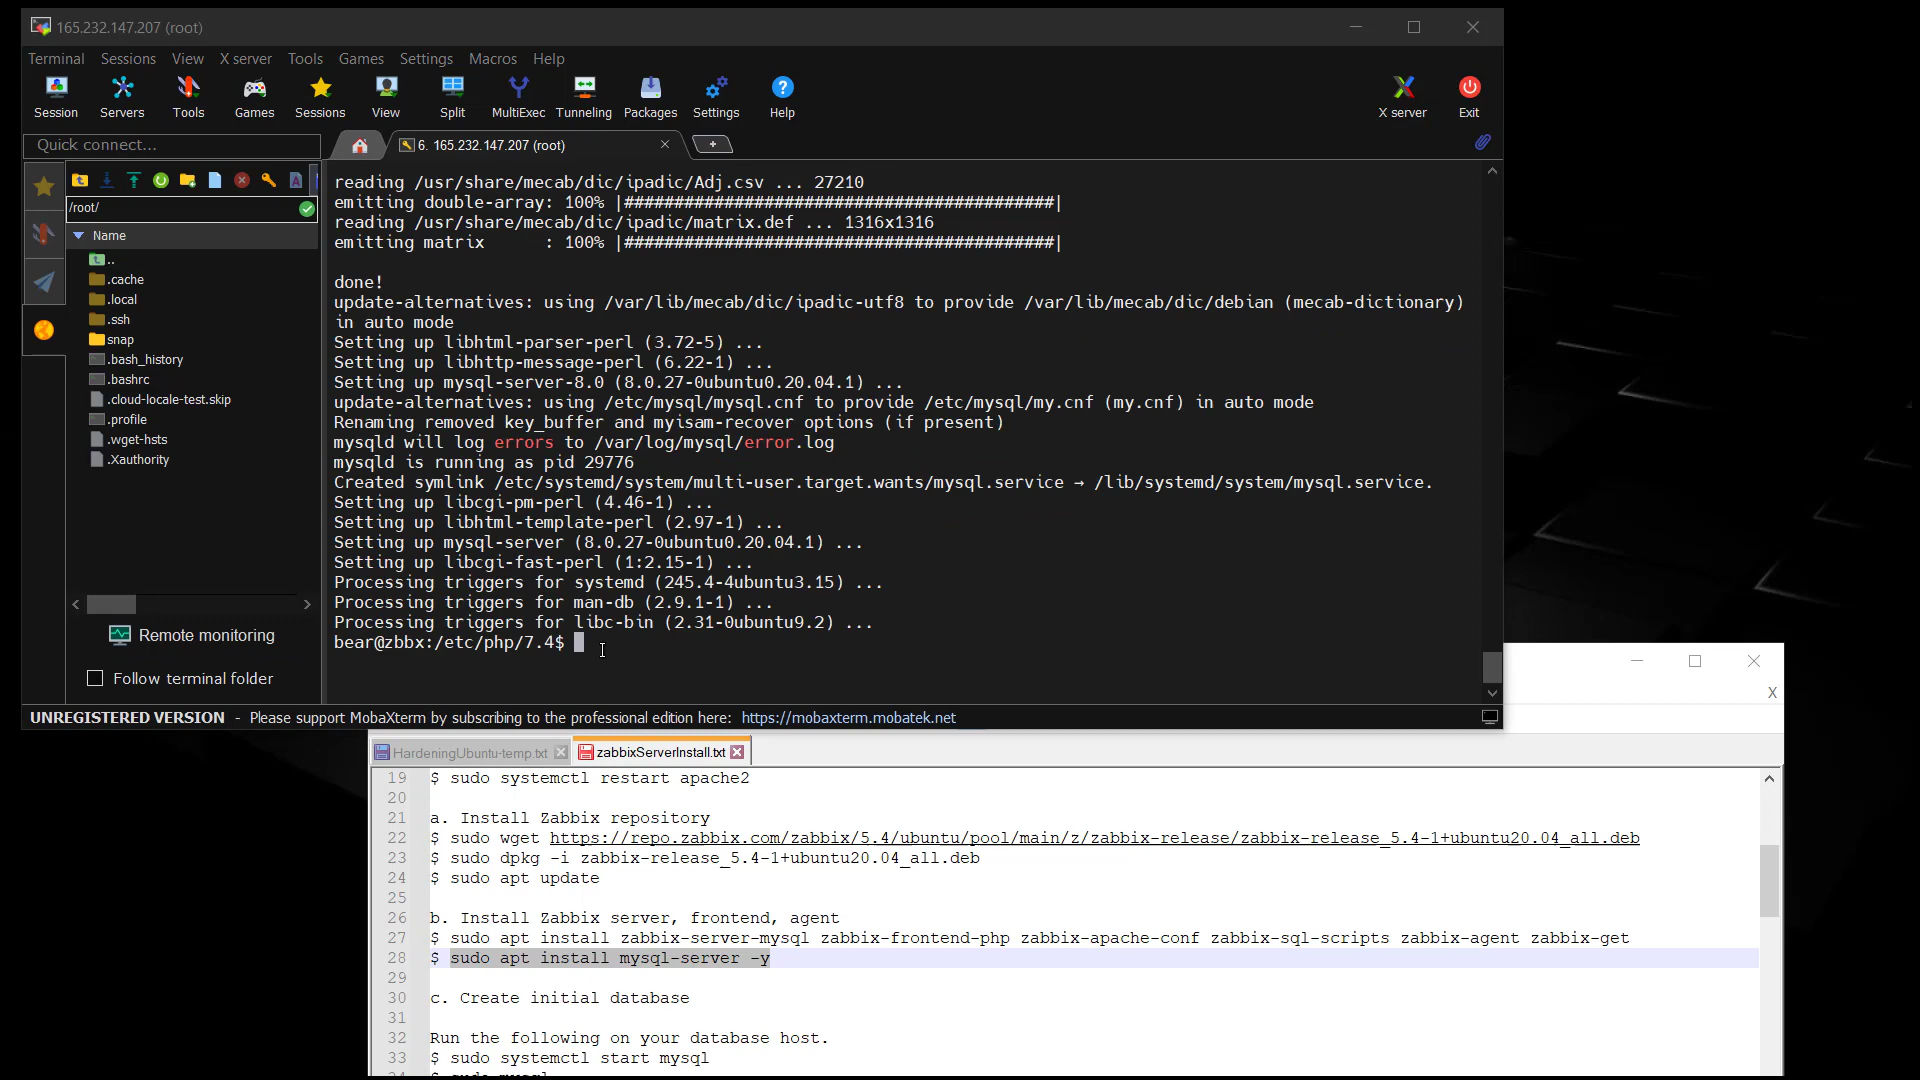 165.232.147.207 (root)
Terminal Sessions View X server Tools Games Settings Macros Help
Session Servers Tools Games Sessions View Split MultiExec Tunneling Packages Settings Help X server Exit
Quick connect...
6. 165.232.147.207 (root)
/root/
Name
..
.cache
.local
.ssh
snap
.bash_history
.bashrc
.cloud-locale-test.skip
.profile
.wget-hsts
.Xauthority
Remote monitoring
Follow terminal folder
reading /usr/share/mecab/dic/ipadic/Adj.csv ... 27210
emitting double-array: 100% |###########################################|
reading /usr/share/mecab/dic/ipadic/matrix.def ... 1316x1316
emitting matrix      : 100% |###########################################|
done!
update-alternatives: using /var/lib/mecab/dic/ipadic-utf8 to provide /var/lib/mecab/dic/debian (mecab-dictionary)
in auto mode
Setting up libhtml-parser-perl (3.72-5) ...
Setting up libhttp-message-perl (6.22-1) ...
Setting up mysql-server-8.0 (8.0.27-0ubuntu0.20.04.1) ...
update-alternatives: using /etc/mysql/mysql.cnf to provide /etc/mysql/my.cnf (my.cnf) in auto mode
Renaming removed key_buffer and myisam-recover options (if present)
mysqld will log errors to /var/log/mysql/error.log
mysqld is running as pid 29776
Created symlink /etc/systemd/system/multi-user.target.wants/mysql.service → /lib/systemd/system/mysql.service.
Setting up libcgi-pm-perl (4.46-1) ...
Setting up libhtml-template-perl (2.97-1) ...
Setting up mysql-server (8.0.27-0ubuntu0.20.04.1) ...
Setting up libcgi-fast-perl (1:2.15-1) ...
Processing triggers for systemd (245.4-4ubuntu3.15) ...
Processing triggers for man-db (2.9.1-1) ...
Processing triggers for libc-bin (2.31-0ubuntu9.2) ...
bear@zbbx:/etc/php/7.4$
UNREGISTERED VERSION - Please support MobaXterm by subscribing to the professional edition here: https://mobaxterm.mobatek.net
X
HardeningUbuntu-temp.txt zabbixServerInstall.txt
19 $ sudo systemctl restart apache2
20
21 a. Install Zabbix repository
22 $ sudo wget https://repo.zabbix.com/zabbix/5.4/ubuntu/pool/main/z/zabbix-release/zabbix-release_5.4-1+ubuntu20.04_all.deb
23 $ sudo dpkg -i zabbix-release_5.4-1+ubuntu20.04_all.deb
24 $ sudo apt update
25
26 b. Install Zabbix server, frontend, agent
27 $ sudo apt install zabbix-server-mysql zabbix-frontend-php zabbix-apache-conf zabbix-sql-scripts zabbix-agent zabbix-get
28 $ sudo apt install mysql-server -y
29
30 c. Create initial database
31
32 Run the following on your database host.
33 $ sudo systemctl start mysql